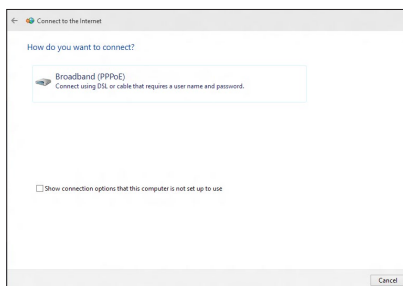 Connect to the Internet
How do you want to connect?
Broadband (PPPoE)
Connect using DSL or cable that requires a user name and password.
Show connection options that this computer is not set up to use
Cancel